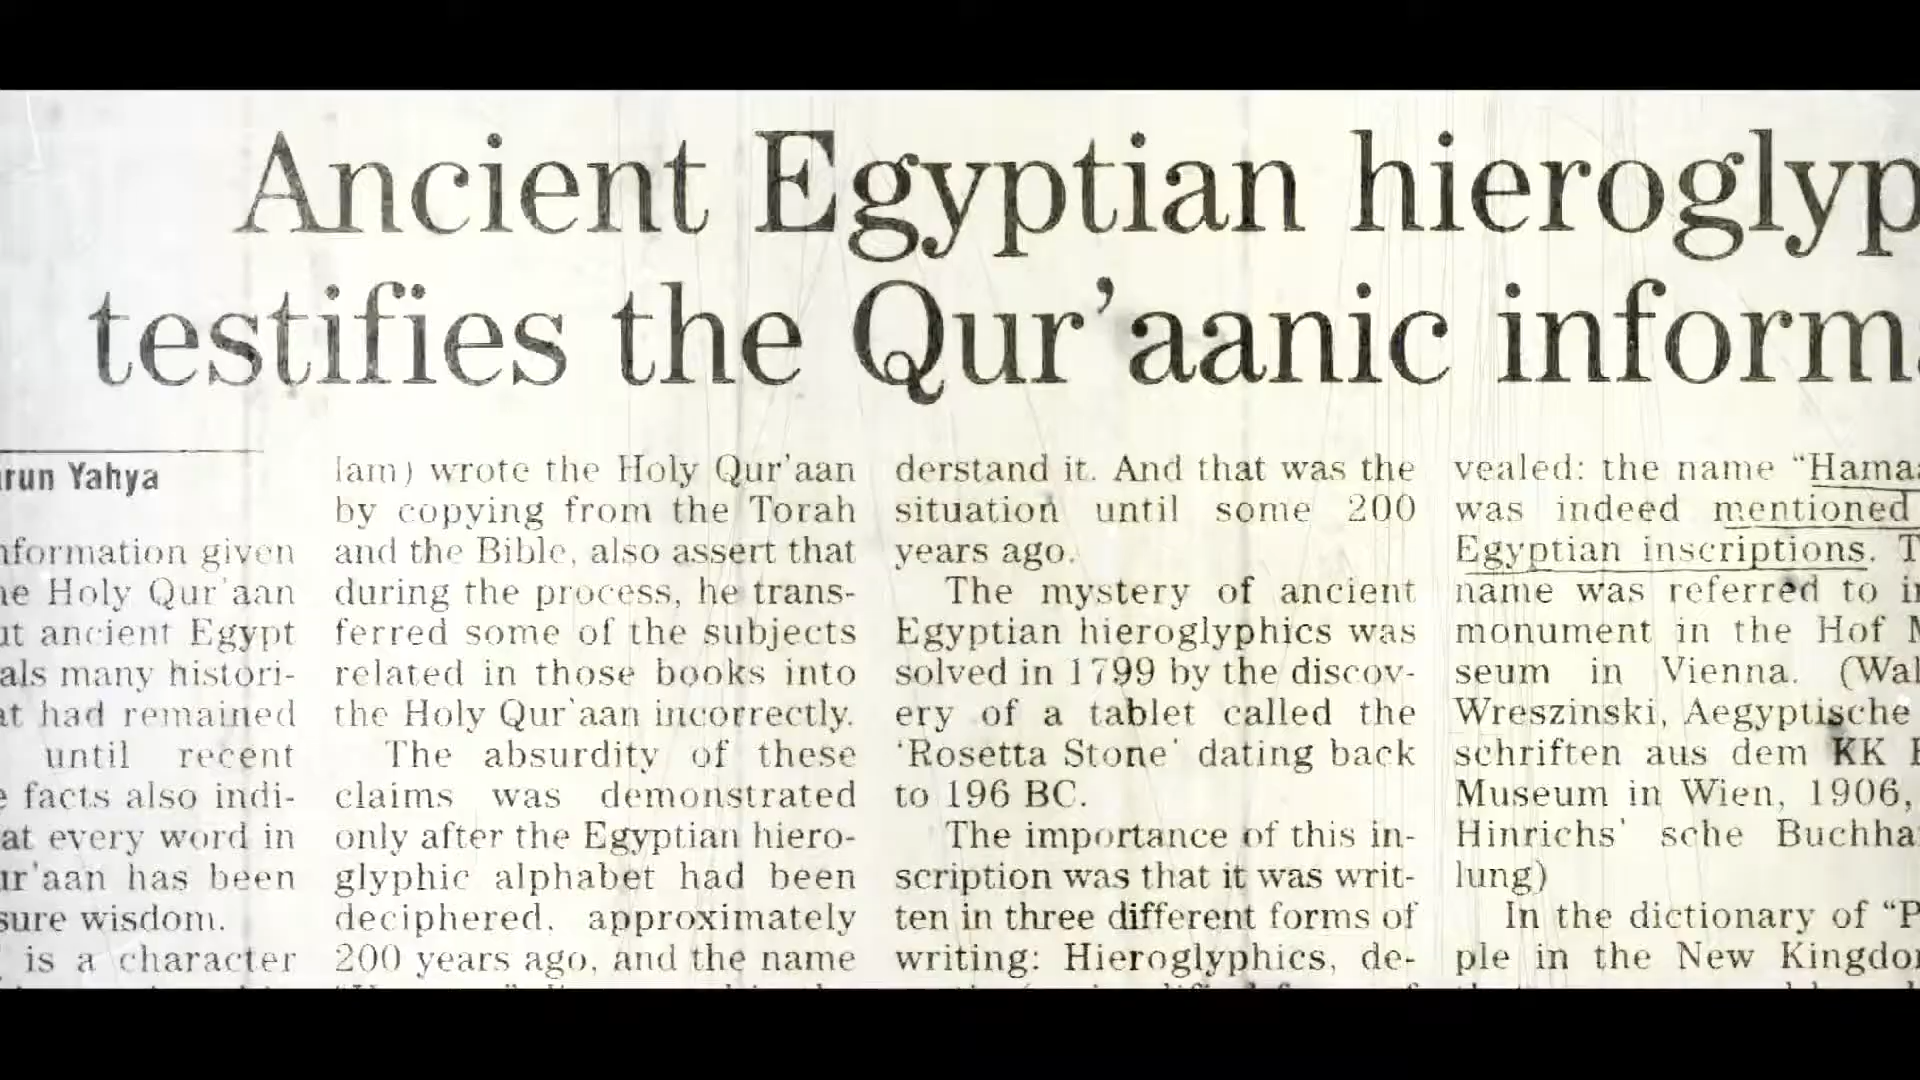 Ancient Egyptian hieroglyp
testifies the Qur'aanic inform
Yahya
formation given
Holy Qur'aan
ancient Egypt
many histori-
had remained
until recent
facts also indi-
at every word in
has been
sure wisdom.
is a character
lam) wrote the Holy Qur'aan
by copying from the Torah
and the Bible, also assert that
during the process, he trans-
ferred some of the subjects
related in those books into
the Holy Qur'aan incorrectly.
The absurdity of these
claims was demonstrated
only after the Egyptian hiero-
glyphic alphabet had been
deciphered, approximately
200 years ago, and the name
derstand it. And that was the
situation until some 200
years ago.
The mystery of ancient
Egyptian hieroglyphics was
solved in 1799 by the discov-
ery of a tablet called the
'Rosetta Stone' dating back
to 196 BC.
The importance of this in-
scription was that it was writ-
ten in three different forms of
writing: Hieroglyphics, de-
vealed: the name "Hama
was indeed mentioned
Egyptian inscriptions.
name was referred to
monument in the Hof
seum in Vienna. (Wal
Wreszinski, Aegyptische
schriften aus dem KK
Museum in Wien, 1906,
Hinrichs' sche Buchha
lung)
In the dictionary of "P
ple in the New Kingdo